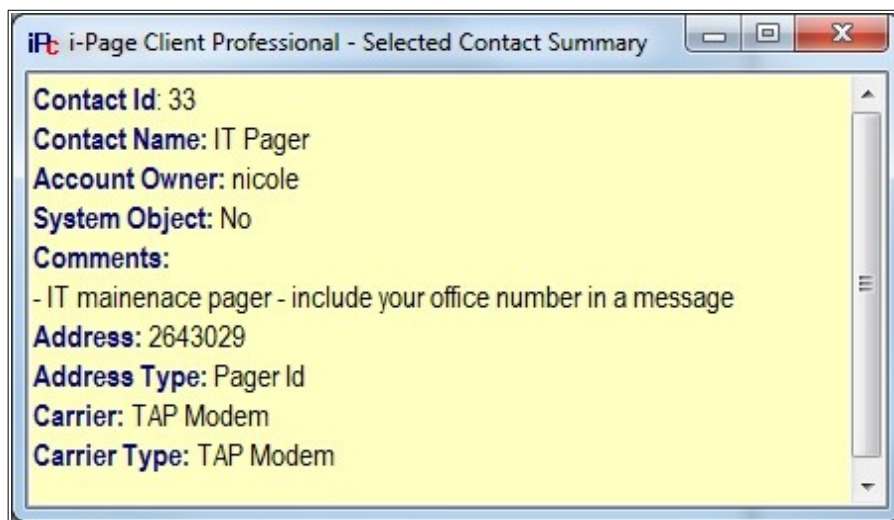 iPc i-Page Client Professional - Selected Contact Summary
Contact Id: 33
Contact Name: IT Pager
Account Owner: nicole
System Object: No
Comments:
- IT mainenace pager - include your office number in a message
Address: 2643029
Address Type: Pager Id
Carrier: TAP Modem
Carrier Type: TAP Modem